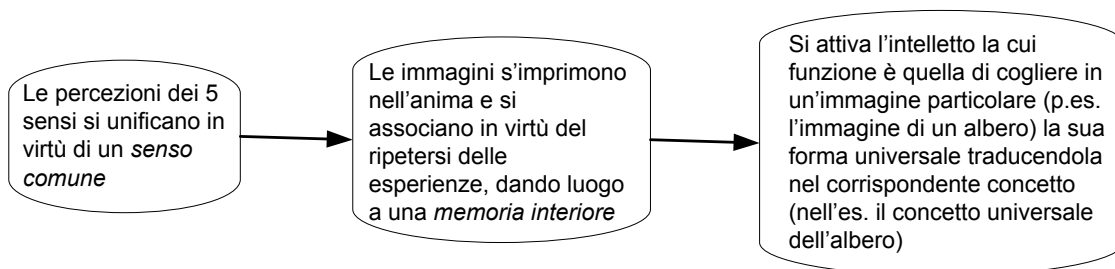 Le percezioni dei 5
sensi si unificano in
virtù di un senso
comune
Le immagini s’imprimono
nell’anima e si
associano in virtù del
ripetersi delle
esperienze, dando luogo
a una memoria interiore
Si attiva l’intelletto la cui
funzione è quella di cogliere in
un’immagine particolare (p.es.
l’immagine di un albero) la sua
forma universale traducendola
nel corrispondente concetto
(nell’es. il concetto universale
dell’albero)